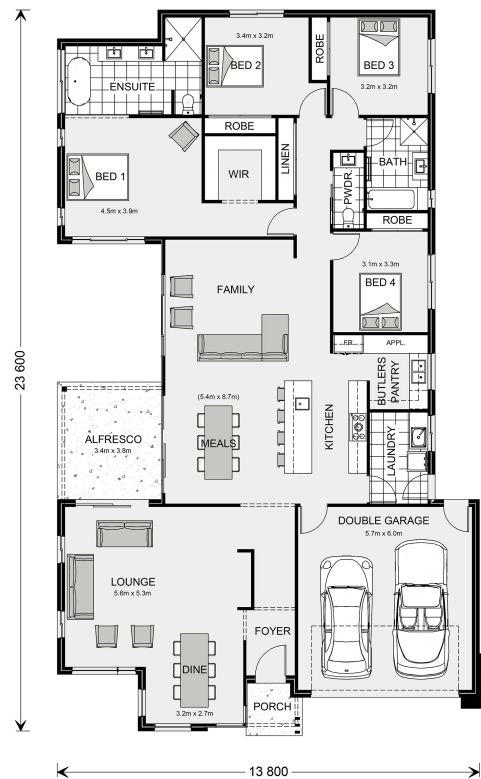 3.4m x 3.2m
BED 2
ROBE
BED 3
3.2m x 3.2m
ENSUITE
ROBE
LINEN
BATH
BED 1
WIR
PWDR.
4.5m x 3.9m
ROBE
3.1m x 3.3m
BED 4
FAMILY
FR.
APPL.
BUTLERS
PANTRY
23 600
(5.4m x 8.7m)
MEALS
KITCHEN
ALFRESCO
3.4m x 3.8m
LAUNDRY
DOUBLE GARAGE
5.7m x 6.0m
LOUNGE
5.6m x 5.3m
FOYER
DINE
3.2m x 2.7m
PORCH
13 800